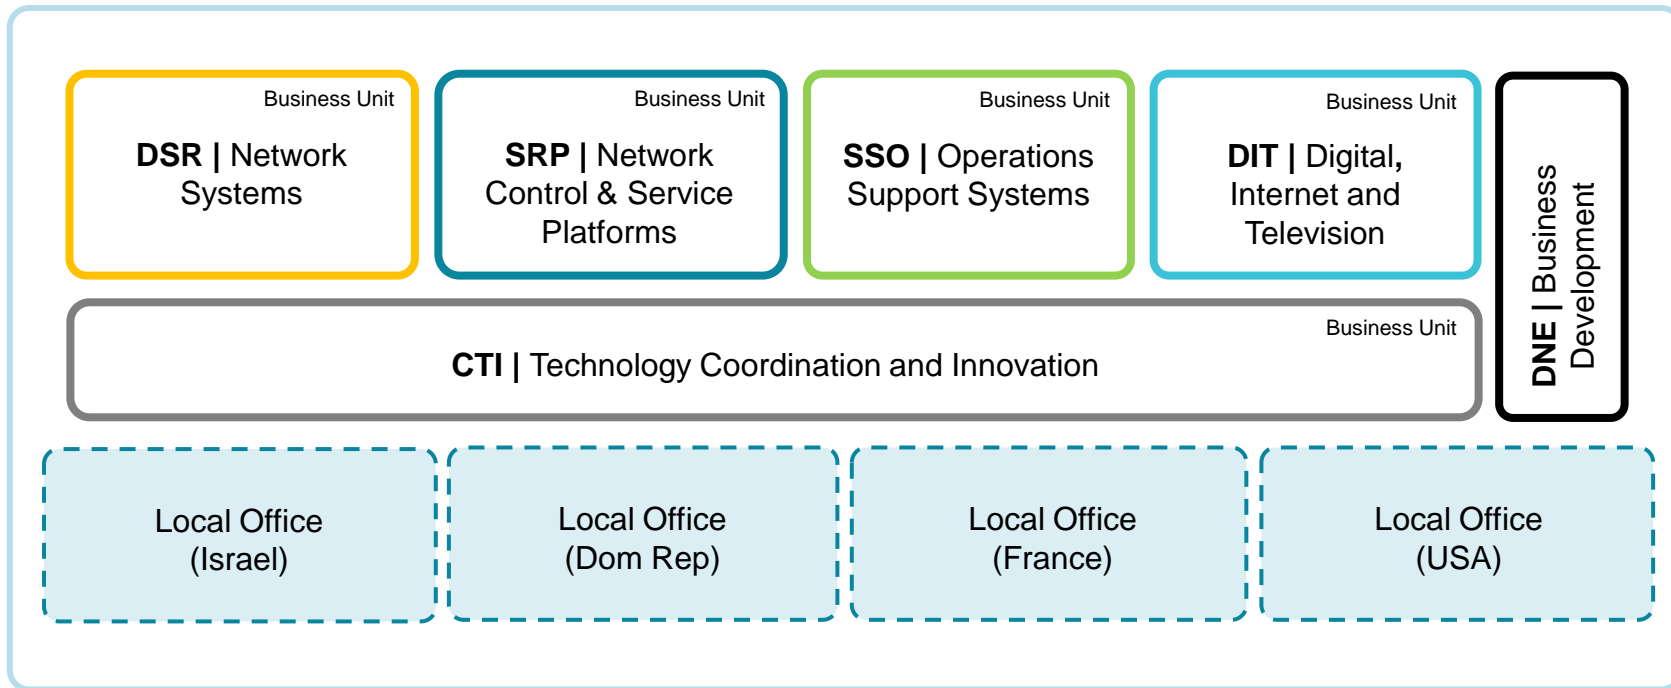 Business Unit
DSR | Network
Systems
Business Unit
SRP | Network
Control & Service
Platforms
Business Unit
SSO | Operations
Support Systems
Business Unit
DIT | Digital,
Internet and
Television
DNE | Business
Development
Business Unit
CTI | Technology Coordination and Innovation
Local Office
(Israel)
Local Office
(Dom Rep)
Local Office
(France)
Local Office
(USA)